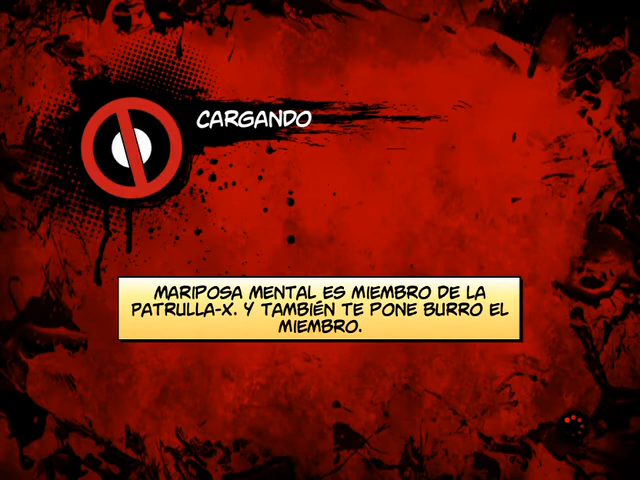 CARGANDO
MARIPOSA MENTAL ES MIEMBRO DE LA
PATRULLA-X. Y TAMBIÉN TE PONE BURRO EL
MIEMBRO.